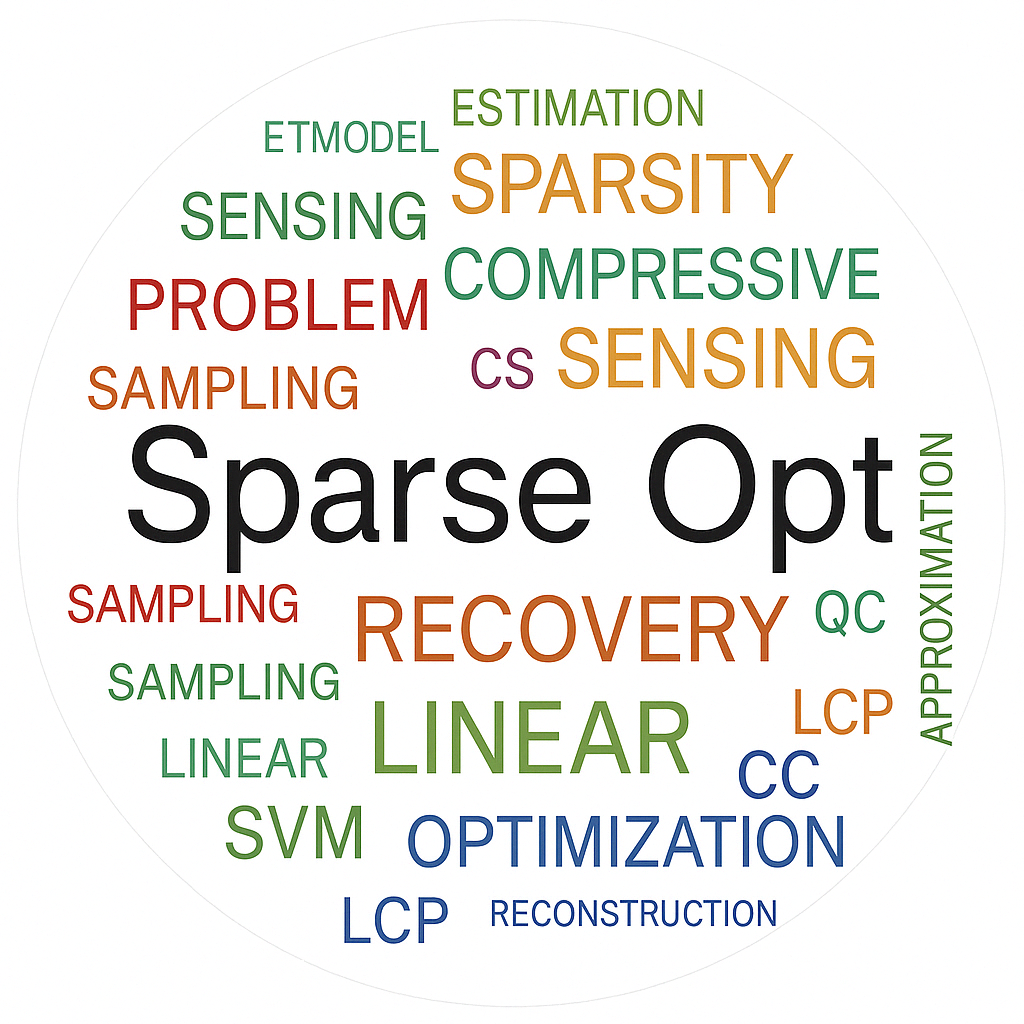 ESTIMATION
ETMODEL
SPARSITY
SENSING
COMPRESSIVE
PROBLEM
SENSING
CS
SAMPLING
Sparse Opt
APPROXIMATION
SAMPLING
RECOVERY
QC
SAMPLING
LCP
LINEAR
LINEAR
CC
SVM
OPTIMIZATION
LCP
RECONSTRUCTION